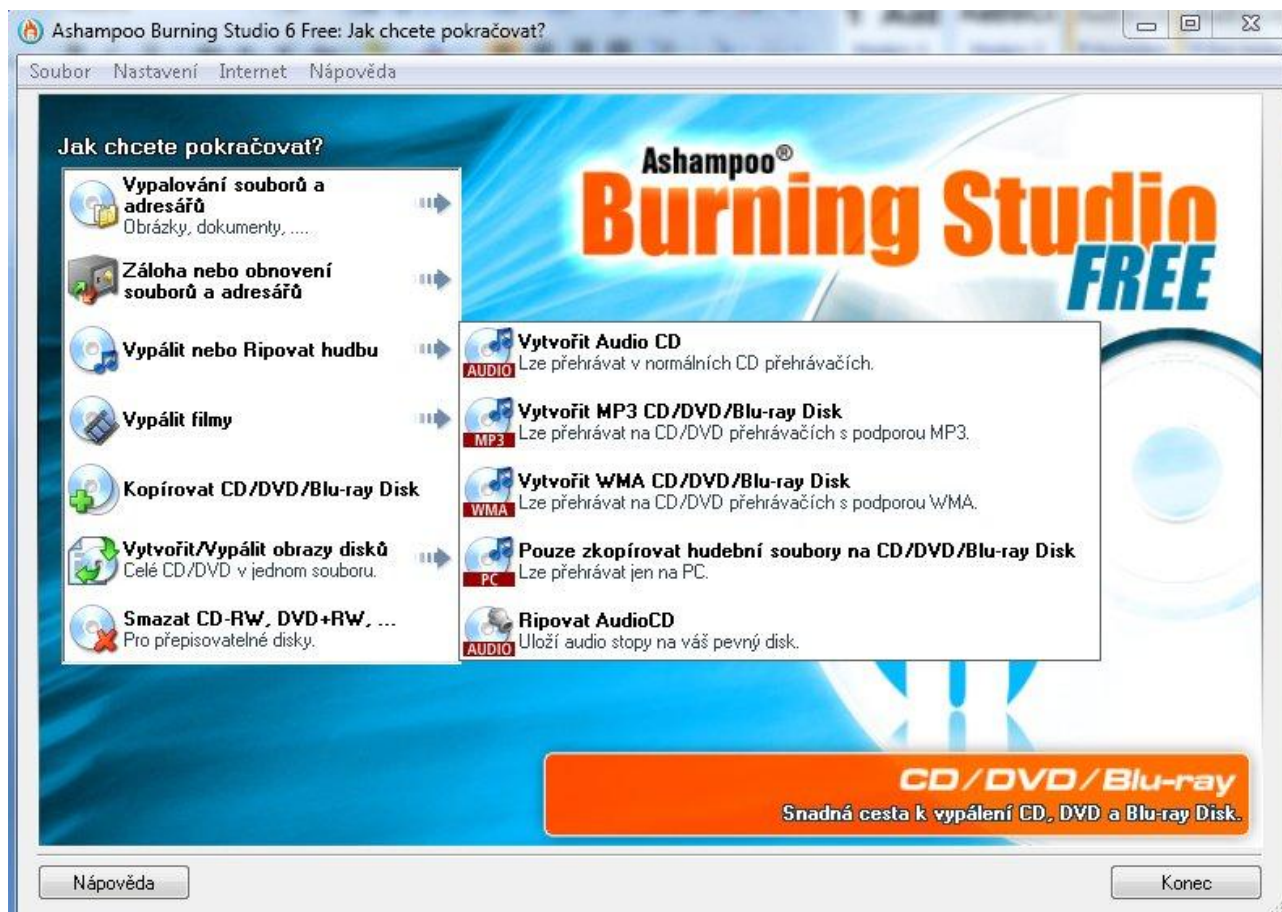 Ashampoo Burning Studio 6 Free: Jak chcete pokračovat?
Soubor Nastavení Internet Nápověda
Jak chcete pokračovat?
Vypalování souborů a
adresářů
Obrázky, dokumenty, ....
Záloha nebo obnovení
souborů a adresářů
Vypálit nebo Ripovat hudbu
Vypálit filmy
Kopírovat CD/DVD/Blu-ray Disk
Vytvořit/Vypálit obrazy disků
Celé CD/DVD v jednom souboru.
Smazat CD-RW, DVD+RW, ...
Pro přepisovatelné disky.
Ashampoo®
Burning Studio
FREE
AUDIO
Vytvořit Audio CD
Lze přehrávat v normálních CD přehrávačích.
MP3
Vytvořit MP3 CD/DVD/Blu-ray Disk
Lze přehrávat na CD/DVD přehrávačích s podporou MP3.
WMA
Vytvořit WMA CD/DVD/Blu-ray Disk
Lze přehrávat na CD/DVD přehrávačích s podporou WMA.
PC
Pouze zkopírovat hudební soubory na CD/DVD/Blu-ray Disk
Lze přehrávat jen na PC.
AUDIO
Ripovat AudioCD
Uloží audio stopy na váš pevný disk.
CD/DVD/Blu-ray
Snadná cesta k vypálení CD, DVD a Blu-ray Disk.
Nápověda
Konec